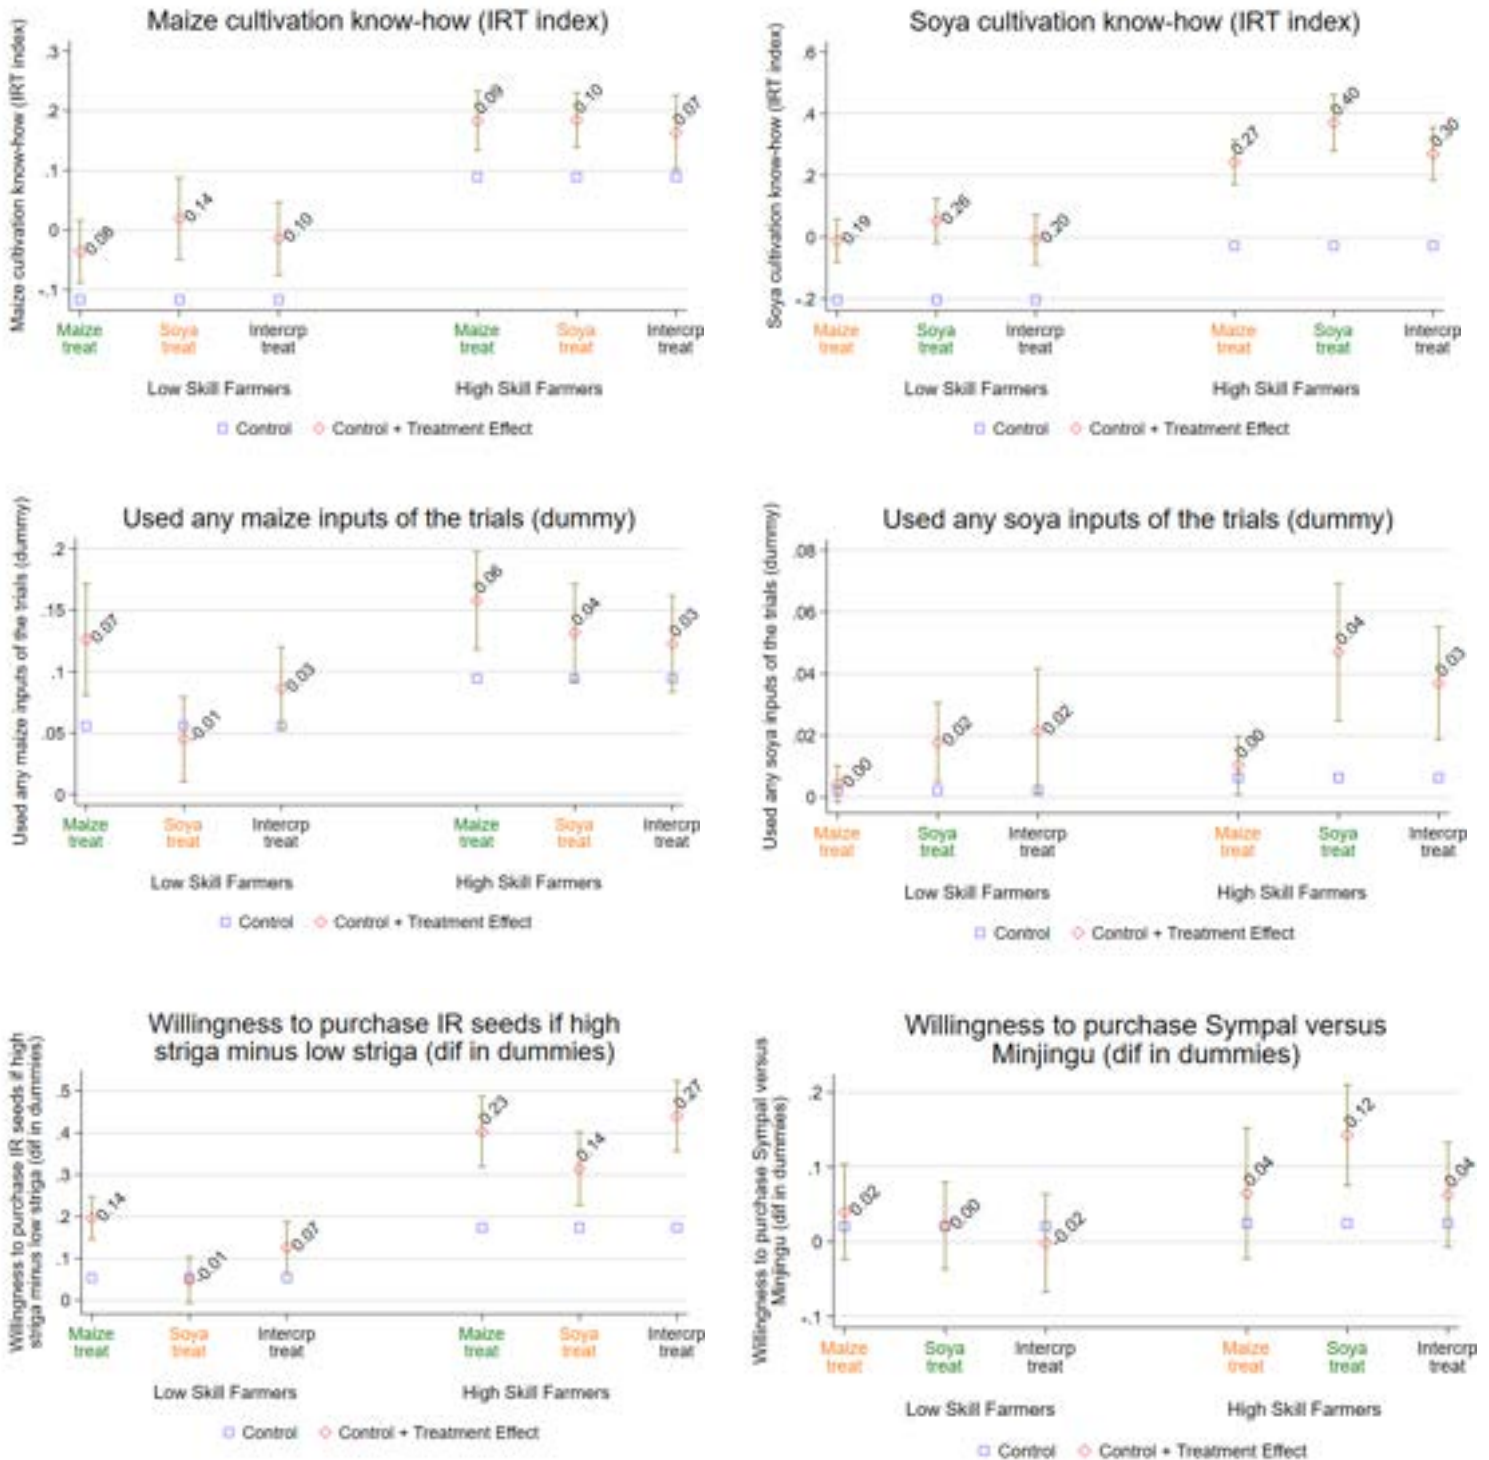 Maize cultivation know-how (IRT index)
Maize cultivation know-how (IRT index)
.3
.2
.1
0
-.1
0.08
0.14
0.10
0.09
0.10
0.07
Maize treat
Soya treat
Intercrp treat
Maize treat
Soya treat
Intercrp treat
Low Skill Farmers
High Skill Farmers
Control
Control + Treatment Effect
Soya cultivation know-how (IRT index)
Soya cultivation know-how (IRT index)
.6
.4
.2
0
-.2
0.19
0.26
0.20
0.27
0.40
0.30
Maize treat
Soya treat
Intercrp treat
Maize treat
Soya treat
Intercrp treat
Low Skill Farmers
High Skill Farmers
Control
Control + Treatment Effect
Used any maize inputs of the trials (dummy)
Used any maize inputs of the trials (dummy)
.2
.15
.1
.05
0
0.07
-0.01
0.03
0.06
0.04
0.03
Maize treat
Soya treat
Intercrp treat
Maize treat
Soya treat
Intercrp treat
Low Skill Farmers
High Skill Farmers
Control
Control + Treatment Effect
Used any soya inputs of the trials (dummy)
Used any soya inputs of the trials (dummy)
.08
.06
.04
.02
0
0.00
0.02
0.02
0.00
0.04
0.03
Maize treat
Soya treat
Intercrp treat
Maize treat
Soya treat
Intercrp treat
Low Skill Farmers
High Skill Farmers
Control
Control + Treatment Effect
Willingness to purchase IR seeds if high
striga minus low striga (dif in dummies)
Willingness to purchase IR seeds if high
striga minus low striga (dif in dummies)
.5
.4
.3
.2
.1
0
0.14
-0.01
0.07
0.23
0.14
0.27
Maize treat
Soya treat
Intercrp treat
Maize treat
Soya treat
Intercrp treat
Low Skill Farmers
High Skill Farmers
Control
Control + Treatment Effect
Willingness to purchase Sympal versus
Minjingu (dif in dummies)
Willingness to purchase Sympal versus
Minjingu (dif in dummies)
.2
.1
0
-.1
0.02
0.00
-0.02
0.04
0.12
0.04
Maize treat
Soya treat
Intercrp treat
Maize treat
Soya treat
Intercrp treat
Low Skill Farmers
High Skill Farmers
Control
Control + Treatment Effect